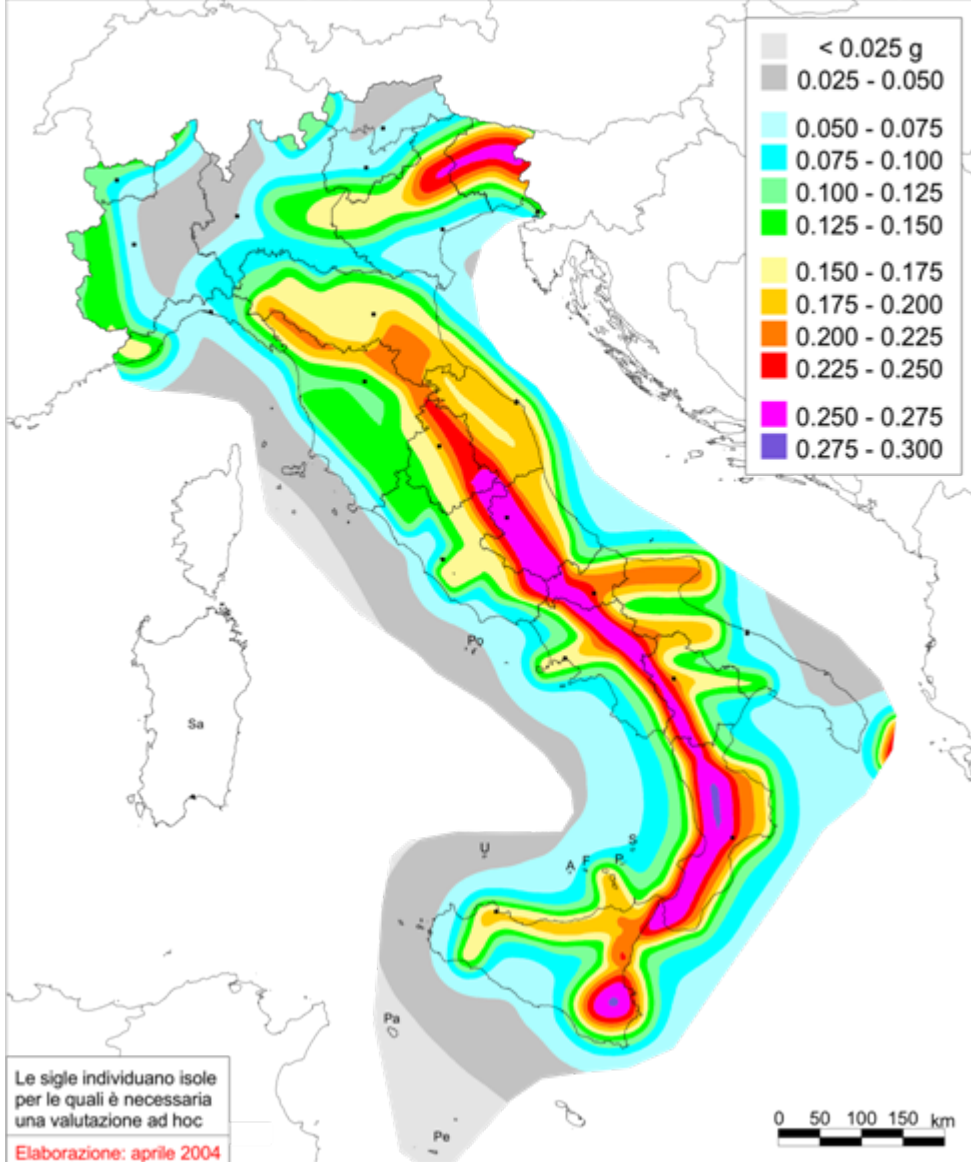 < 0.025 g
0.025 - 0.050
0.050 - 0.075
0.075 - 0.100
0.100 - 0.125
0.125 - 0.150
0.150 - 0.175
0.175 - 0.200
0.200 - 0.225
0.225 - 0.250
0.250 - 0.275
0.275 - 0.300
Po
Sa
S
U
A F P
Pa
Pe
Le sigle individuano isole
per le quali è necessaria
una valutazione ad hoc
Elaborazione: aprile 2004
0 50 100 150 km